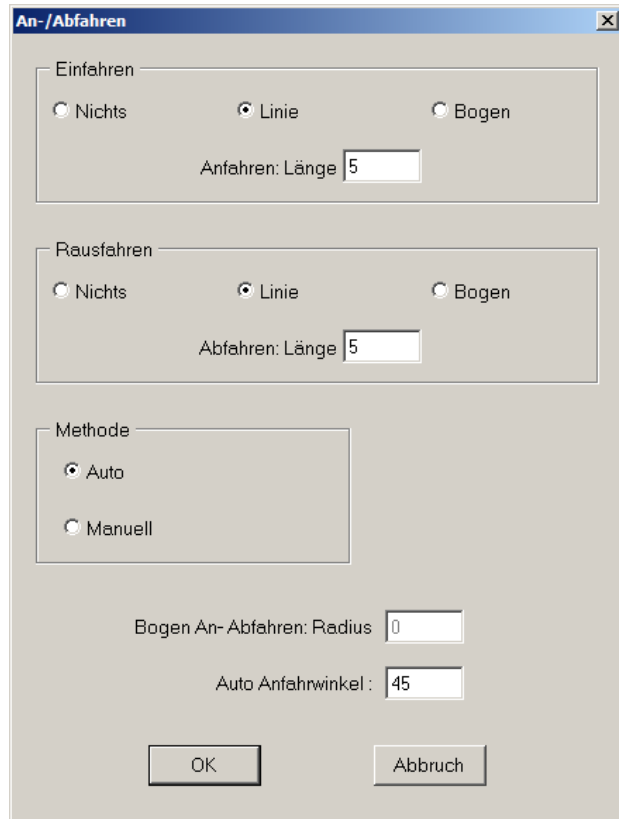 An-/Abfahren
Einfahren
Nichts Linie Bogen
Anfahren: Länge 5
Rausfahren
Nichts Linie Bogen
Abfahren: Länge 5
Methode
Auto
Manuell
Bogen An- Abfahren: Radius 0
Auto Anfahrwinkel : 45
OK Abbruch